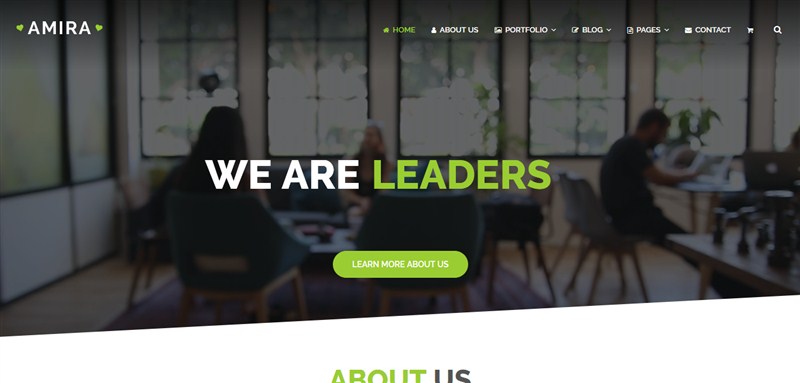 AMIRA
HOME ABOUT US PORTFOLIO BLOG PAGES CONTACT
WE ARE LEADERS
LEARN MORE ABOUT US
ABOUT US